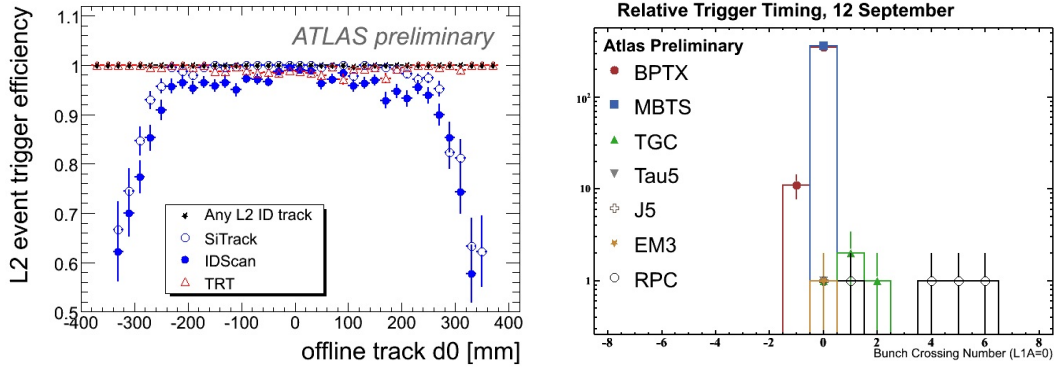 L2 event trigger efficiency
1.1
1
0.9
0.8
0.7
0.6
0.5
ATLAS preliminary
Any L2 ID track
SiTrack
IDScan
TRT
-400 -300 -200 -100 0 100 200 300 400
offline track d0 [mm]
Relative Trigger Timing, 12 September
Atlas Preliminary
BPTX
MBTS
TGC
Tau5
J5
EM3
RPC
10²
10
1
-8 -6 -4 -2 0 2 4 6 8
Bunch Crossing Number (L1A=0)